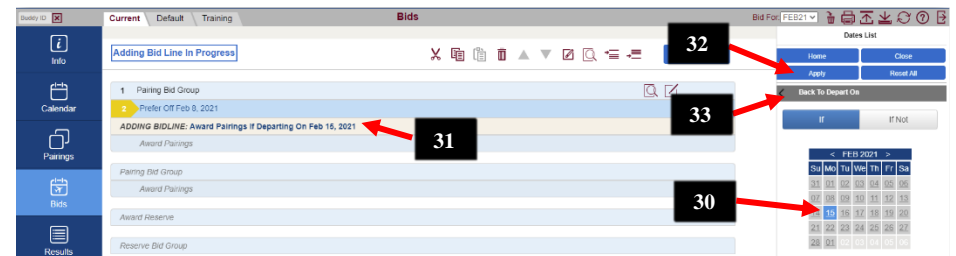 Buddy ID X
Current Default Training
Bids
Bid For: FEB21
Info
Calendar
Pairings
Bids
Results
Adding Bid Line In Progress
1 Pairing Bid Group
2 Prefer Off Feb 8, 2021
ADDING BIDLINE: Award Pairings If Departing On Feb 15, 2021
Award Pairings
Pairing Bid Group
Award Pairings
Award Reserve
Reserve Bid Group
31
32
33
30
Dates List
Home Close
Apply Reset All
Back To Depart On
If If Not
< FEB 2021 >
Su Mo Tu We Th Fr Sa
31 01 02 03 04 05 06
07 08 09 10 11 12 13
14 15 16 17 18 19 20
21 22 23 24 25 26 27
28 01 02 03 04 05 06